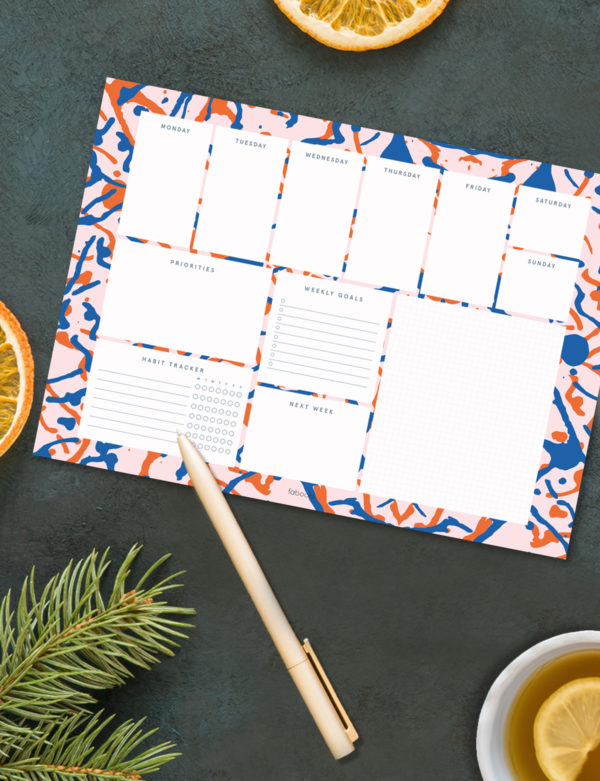 MONDAY
TUESDAY
WEDNESDAY
THURSDAY
FRIDAY
SATURDAY
SUNDAY
PRIORITIES
WEEKLY GOALS
HABIT TRACKER
M T W T F S S
NEXT WEEK